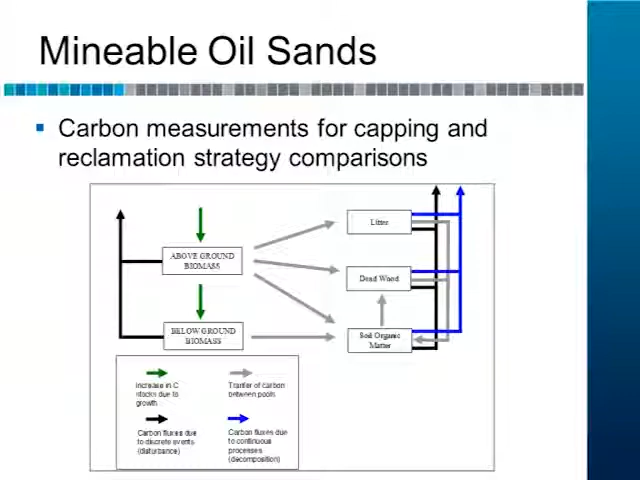 Mineable Oil Sands
Carbon measurements for capping and
reclamation strategy comparisons
Litter
ABOVE GROUND
BIOMASS
Dead Wood
BELOW GROUND
BIOMASS
Soil Organic
Matter
Increase in C
stocks due to
growth.
Tranfer of carbon
between pools.
Carbon fluxes due
to discrete events
(disturbance)
Carbon fluxes due
to continuous
processes
(decomposition)